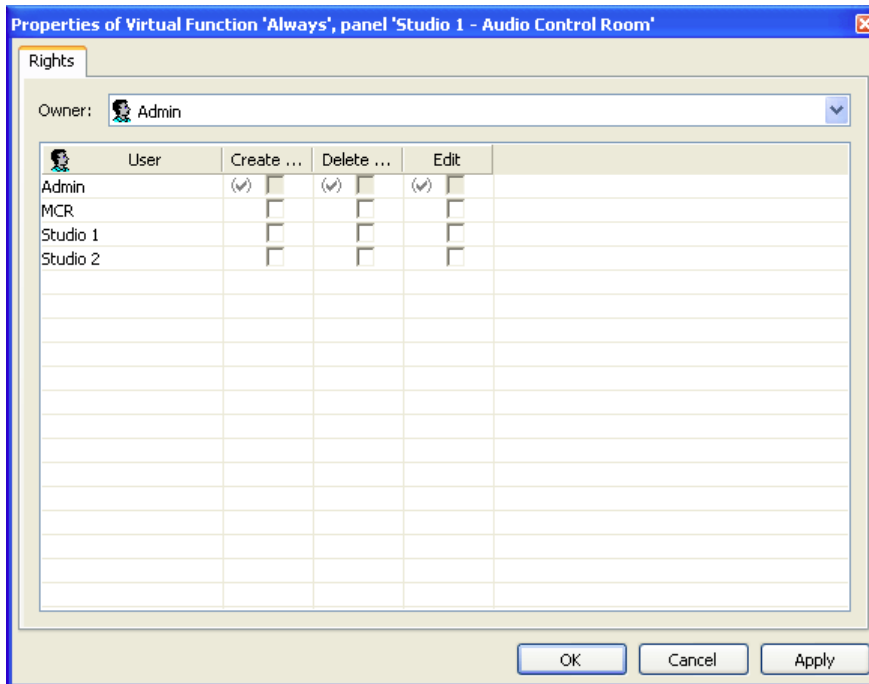 Properties of Virtual Function 'Always', panel 'Studio 1 - Audio Control Room'
Rights
Owner: Admin
User Create ... Delete ... Edit
Admin (✓) (✓) (✓)
MCR
Studio 1
Studio 2
OK Cancel Apply